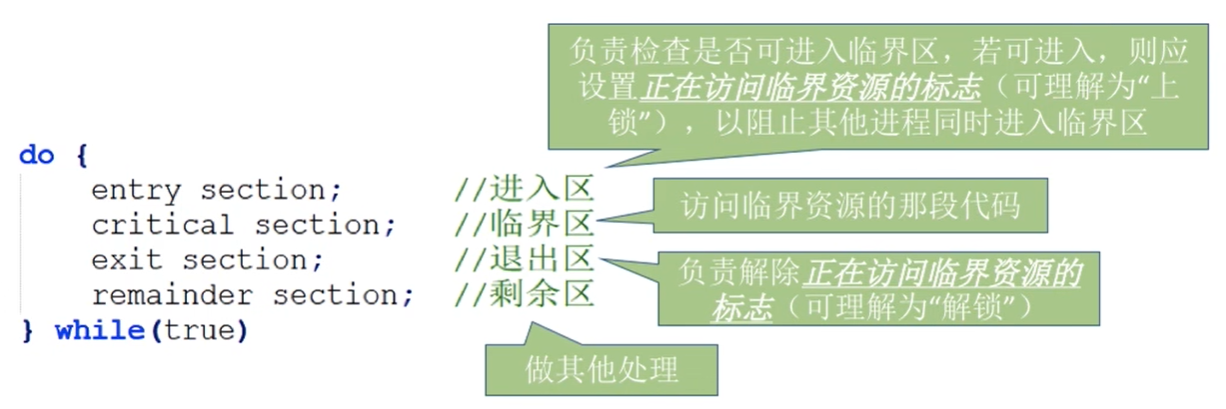 负责检查是否可进入临界区，若可进入，则应
设置正在访问临界资源的标志（可理解为“上
锁”），以阻止其他进程同时进入临界区
do {
entry section; //进入区
critical section; //临界区
访问临界资源的那段代码
exit section; //退出区
remainder section; //剩余区
负责解除正在访问临界资源的
标志（可理解为“解锁”）
} while(true)
做其他处理